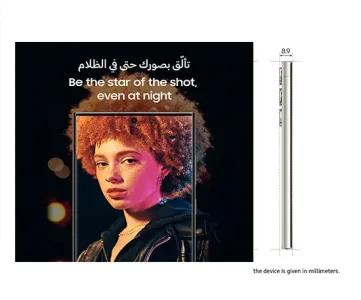 تألّق بصورك حتى في الظلام
Be the star of the shot,
even at night
8.9
the device is given in millimeters.